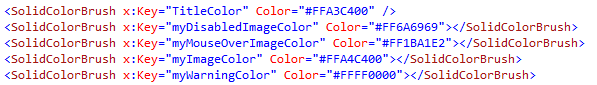 <SolidColorBrush x:Key="TitleColor" Color="#FFA3C400" />
<SolidColorBrush x:Key="myDisabledImageColor" Color="#FF6A6969"></SolidColorBrush>
<SolidColorBrush x:Key="myMouseOverImageColor" Color="#FF1BA1E2"></SolidColorBrush>
<SolidColorBrush x:Key="myImageColor" Color="#FFA4C400"></SolidColorBrush>
<SolidColorBrush x:Key="myWarningColor" Color="#FFFF0000"></SolidColorBrush>